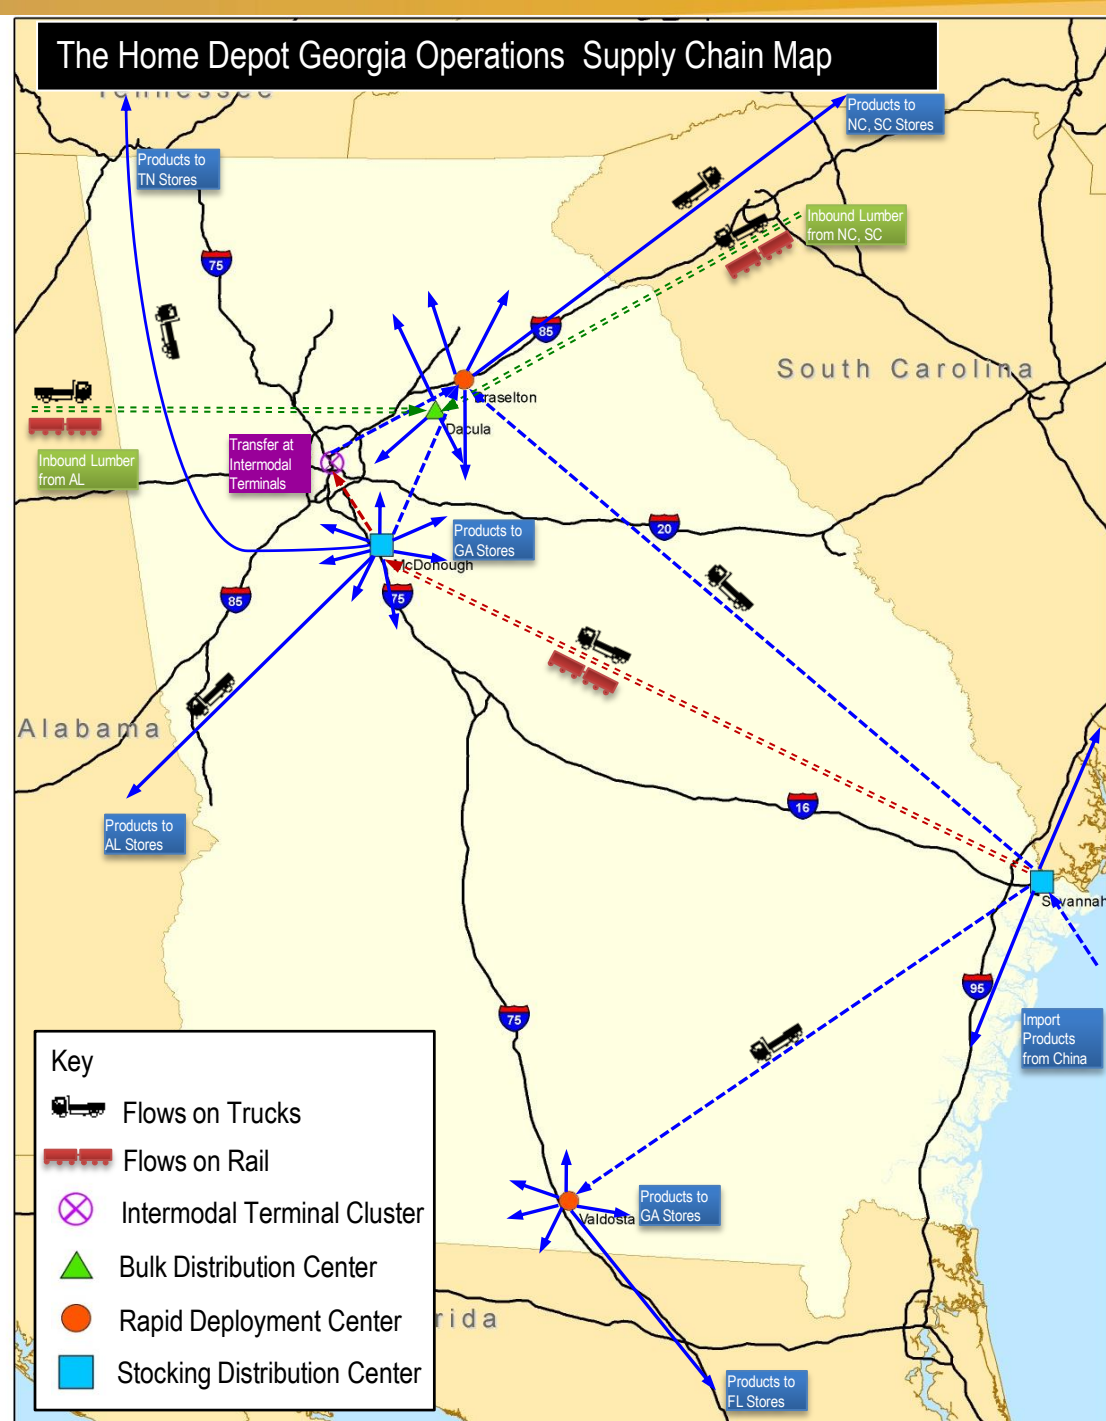 The Home Depot Georgia Operations  Supply Chain Map
Tennessee
Products to
NC, SC Stores
Products to
TN Stores
Inbound Lumber
from NC, SC
75
85
South Carolina
Braselton
Dacula
Transfer at
Intermodal
Terminals
Inbound Lumber
from AL
20
Products to
GA Stores
McDonough
85
75
Alabama
16
Products to
AL Stores
Savannah
95
75
Import
Products
from China
Key
Flows on Trucks
Flows on Rail
Intermodal Terminal Cluster
Bulk Distribution Center
Rapid Deployment Center
Stocking Distribution Center
Products to
GA Stores
Valdosta
rida
Products to
FL Stores